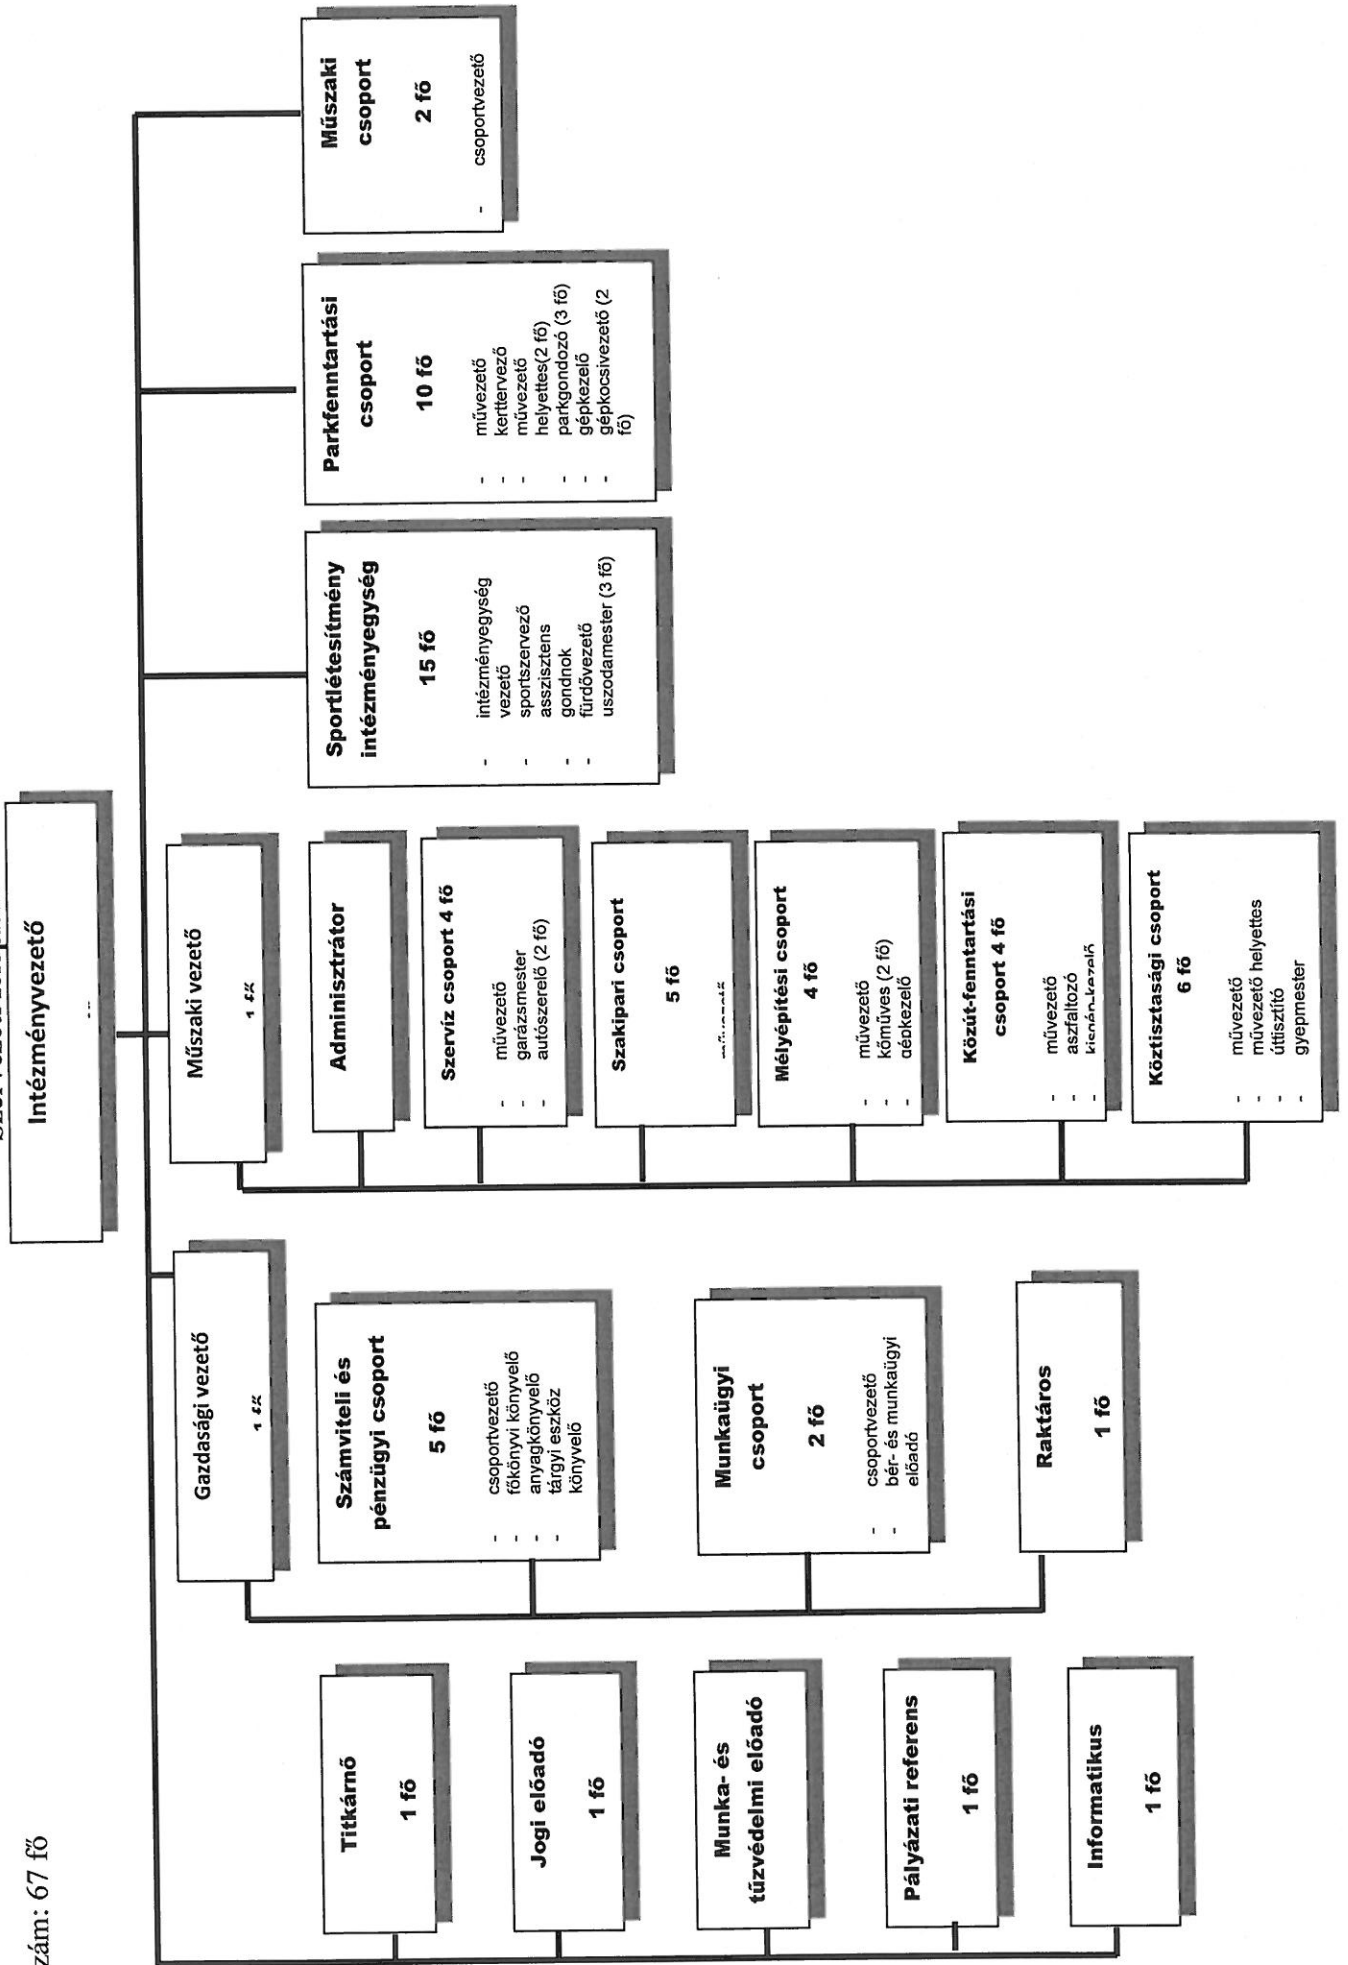 zám: 67 fő
Intézményvezető
Titkárnő
1 fő
Jogi előadó
1 fő
Munka- és
tűzvédelmi előadó
Pályázati referens
1 fő
Informatikus
1 fő
Gazdasági vezető
Számviteli és
pénzügyi csoport
5 fő
- csoportvezető
- főkönyvi könyvelő
- anyagkönyvelő
- tárgyi eszköz
könyvelő
Munkaügyi
csoport
2 fő
- csoportvezető
- bér- és munkaügyi
előadó
Raktáros
1 fő
Műszaki vezető
Adminisztrátor
Szervíz csoport 4 fő
- művezető
- garázsmester
- autószerelő (2 fő)
Szakipari csoport
5 fő
Mélyépítési csoport
4 fő
- művezető
- kőműves (2 fő)
- gépkezelő
Közút-fenntartási
csoport 4 fő
- művezető
- aszfaltozó
-
Köztisztasági csoport
6 fő
- művezető
- művezető helyettes
- úttisztító
- gyepmester
Sportlétesítmény
intézményegység
15 fő
- intézményegység
vezető
- sportszervező
asszisztens
- gondnok
- fürdővezető
uszodamester (3 fő)
Parkfenntartási
csoport
10 fő
- művezető
- kerttervező
- művezető
helyettes(2 fő)
- parkgondozó (3 fő)
- gépkezelő
- gépkocsivezető (2
fő)
Műszaki
csoport
2 fő
- csoportvezető